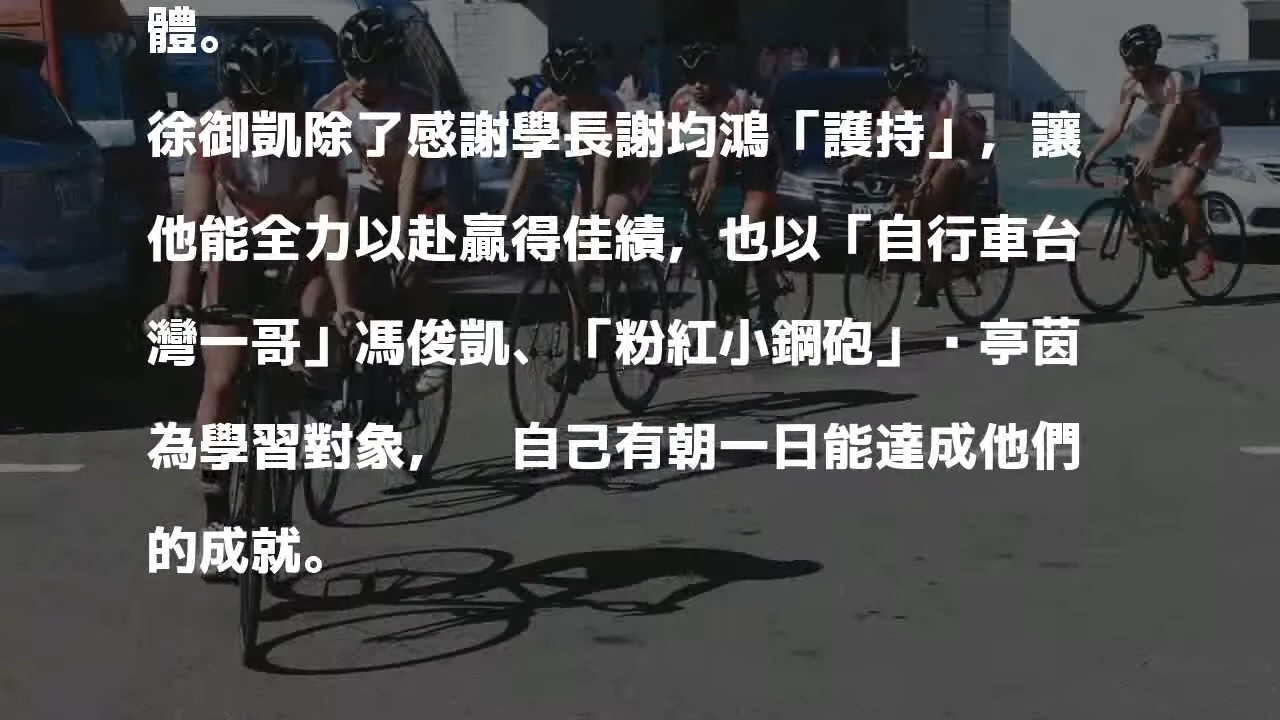 體。
徐御凱除了感謝學長謝均鴻「護持」，讓
他能全力以赴贏得佳績，也以「自行車台
灣一哥」馮俊凱、「粉紅小鋼砲」·亭茵
為學習對象，　自己有朝一日能達成他們
的成就。